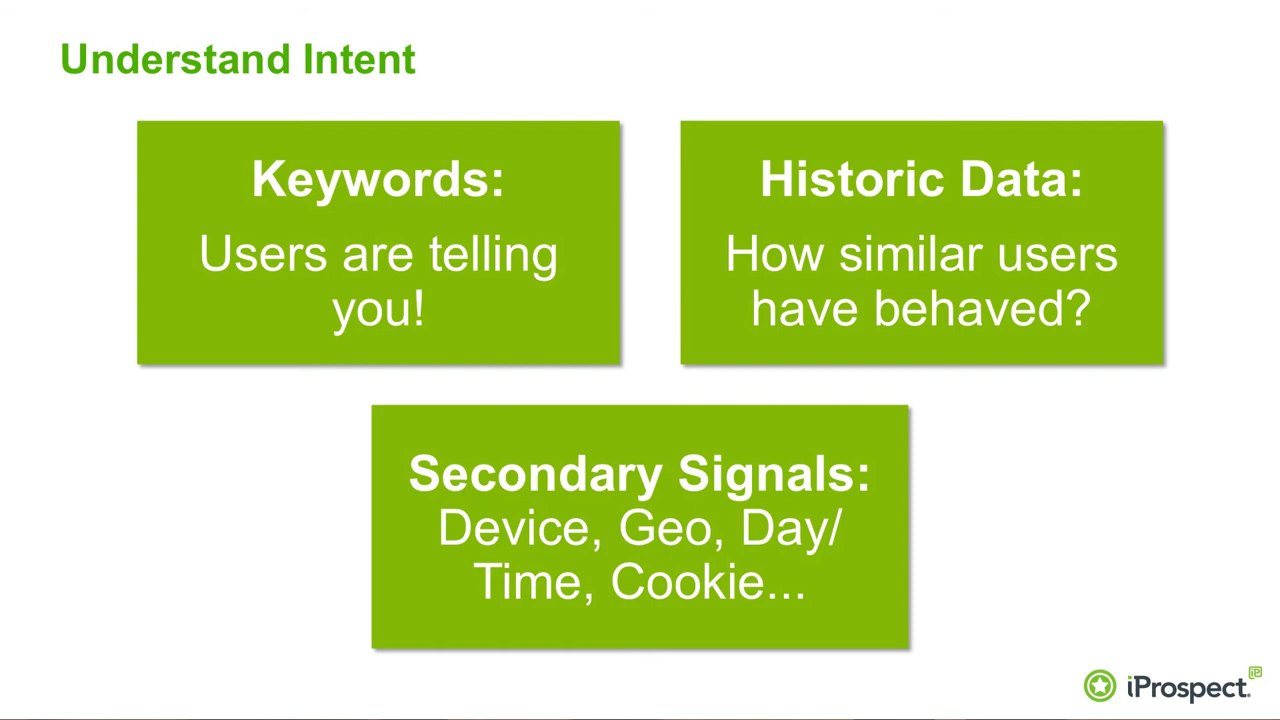 Understand Intent
Keywords:
Users are telling
you!
Historic Data:
How similar users
have behaved?
Secondary Signals:
Device, Geo, Day/
Time, Cookie...
iProspect
iP